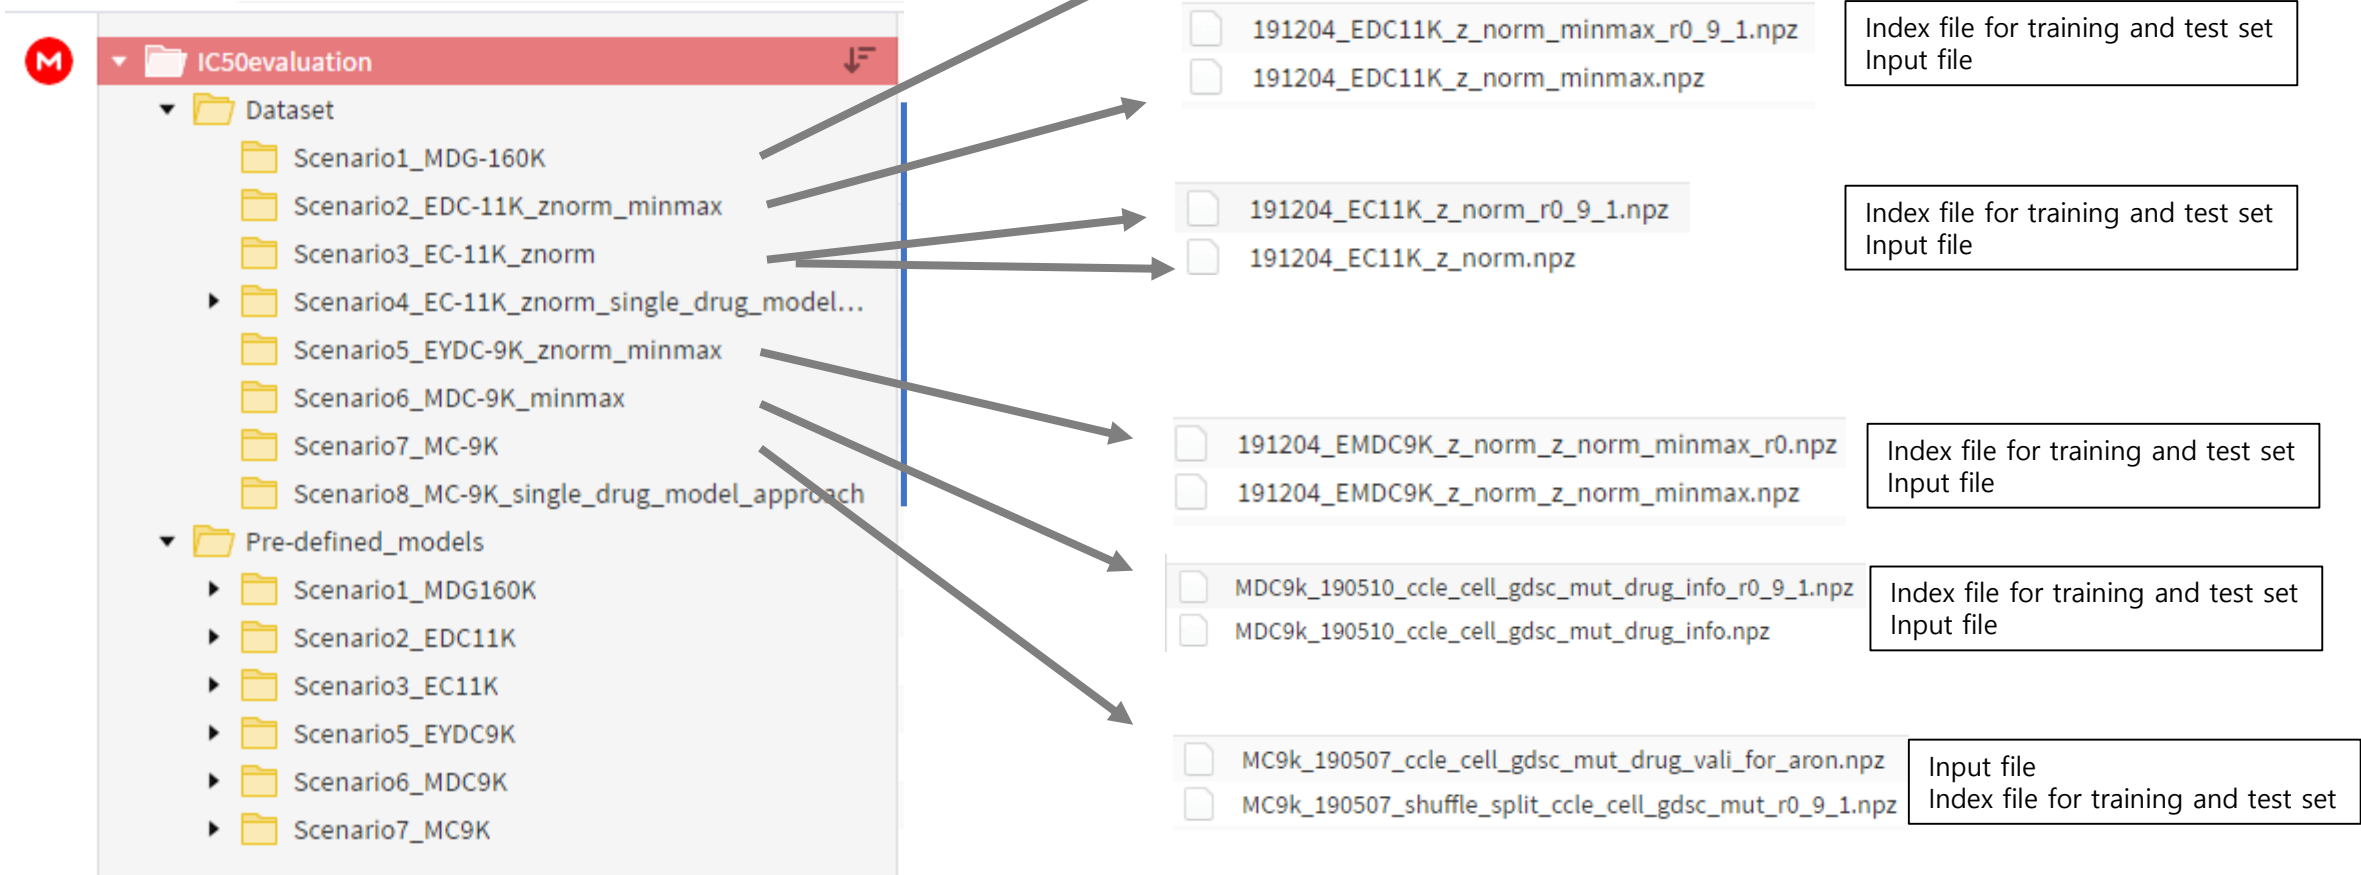 M
IC50evaluation
Dataset
Scenario1_MDG-160K
Scenario2_EDC-11K_znorm_minmax
Scenario3_EC-11K_znorm
Scenario4_EC-11K_znorm_single_drug_model...
Scenario5_EYDC-9K_znorm_minmax
Scenario6_MDC-9K_minmax
Scenario7_MC-9K
Scenario8_MC-9K_single_drug_model_approach
Pre-defined_models
Scenario1_MDG160K
Scenario2_EDC11K
Scenario3_EC11K
Scenario5_EYDC9K
Scenario6_MDC9K
Scenario7_MC9K
191204_EDC11K_z_norm_minmax_r0_9_1.npz
191204_EDC11K_z_norm_minmax.npz
Index file for training and test set
Input file
191204_EC11K_z_norm_r0_9_1.npz
191204_EC11K_z_norm.npz
Index file for training and test set
Input file
191204_EMDC9K_z_norm_z_norm_minmax_r0.npz
191204_EMDC9K_z_norm_z_norm_minmax.npz
Index file for training and test set
Input file
MDC9k_190510_ccle_cell_gdsc_mut_drug_info_r0_9_1.npz
MDC9k_190510_ccle_cell_gdsc_mut_drug_info.npz
Index file for training and test set
Input file
MC9k_190507_ccle_cell_gdsc_mut_drug_vali_for_aron.npz
MC9k_190507_shuffle_split_ccle_cell_gdsc_mut_r0_9_1.npz
Input file
Index file for training and test set